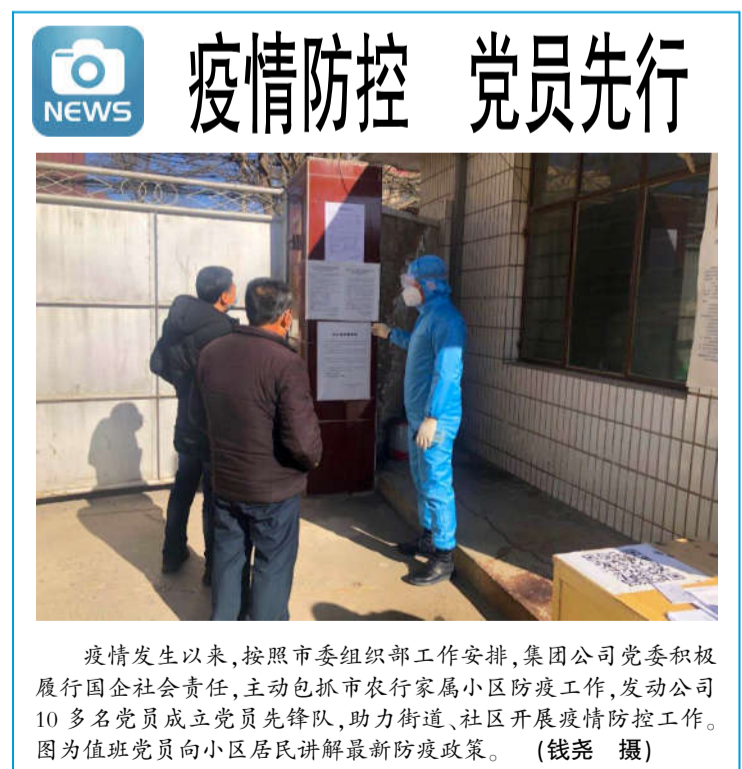 NEWS
疫情防控 党员先行
疫情发生以来,按照市委组织部工作安排,集团公司党委积极
履行国企社会责任,主动包抓市农行家属小区防疫工作,发动公司
10 多名党员成立党员先锋队,助力街道、社区开展疫情防控工作。
图为值班党员向小区居民讲解最新防疫政策。 (钱尧 摄)